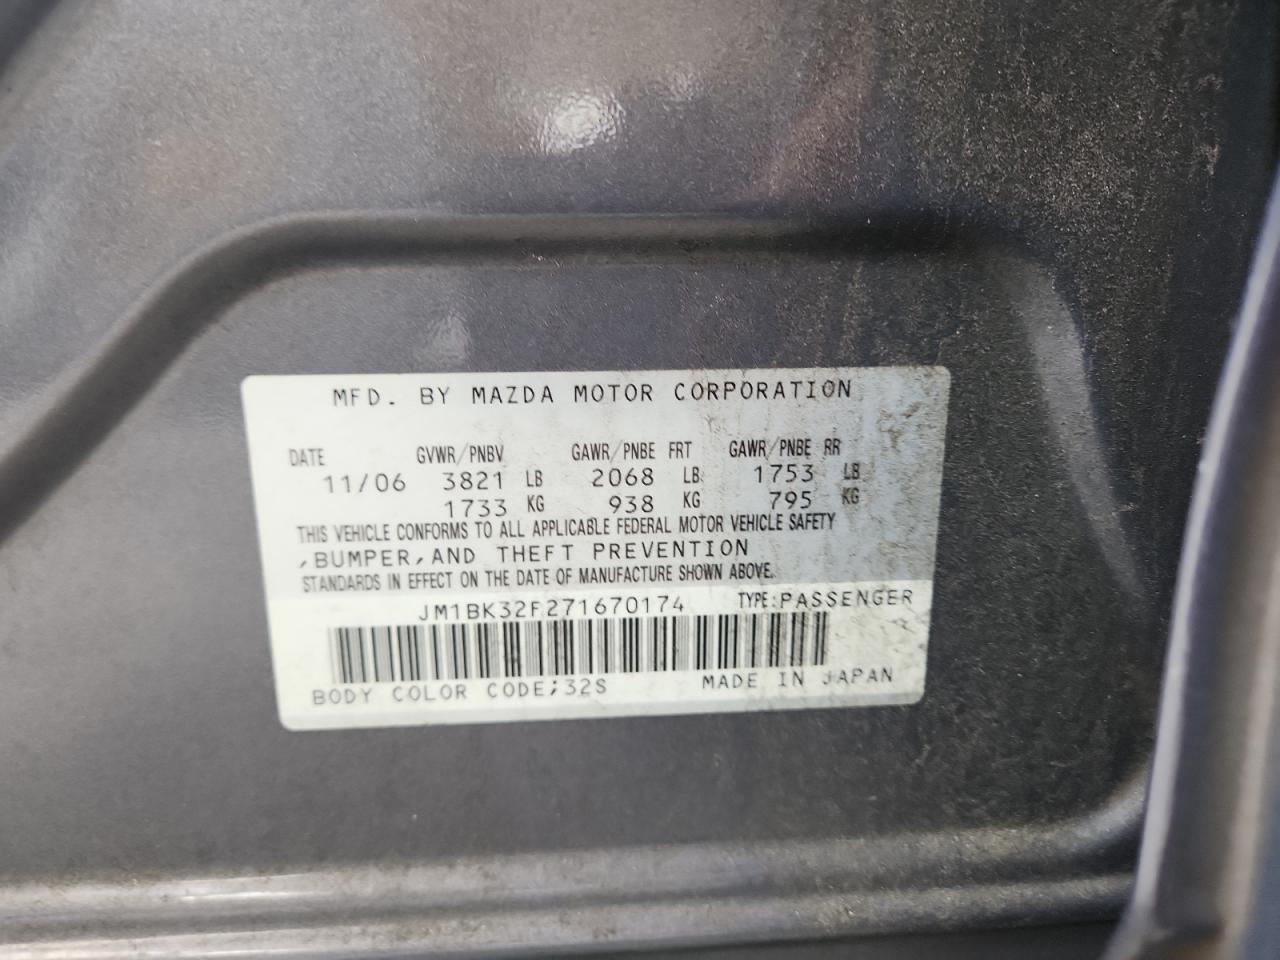 MFD. BY MAZDA MOTOR CORPORATION
DATE GVWR/PNBV GAWR/PNBE FRT GAWR/PNBE RR
11/06 3821 LB 2068 LB 1753 LB
1733 KG 938 KG 795 KG
THIS VEHICLE CONFORMS TO ALL APPLICABLE FEDERAL MOTOR VEHICLE SAFETY
,BUMPER,AND THEFT PREVENTION
STANDARDS IN EFFECT ON THE DATE OF MANUFACTURE SHOWN ABOVE.
JM1BK32F271670174 TYPE:PASSENGER
BODY COLOR CODE;32S MADE IN JAPAN